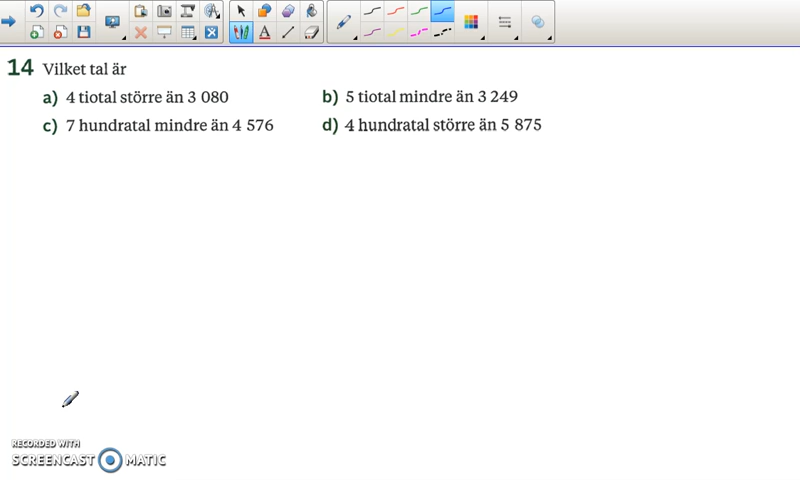 14 Vilket tal är
a) 4 tiotal större än 3 080
b) 5 tiotal mindre än 3 249
c) 7 hundratal mindre än 4 576
d) 4 hundratal större än 5 875
RECORDED WITH
SCREENCAST MATIC